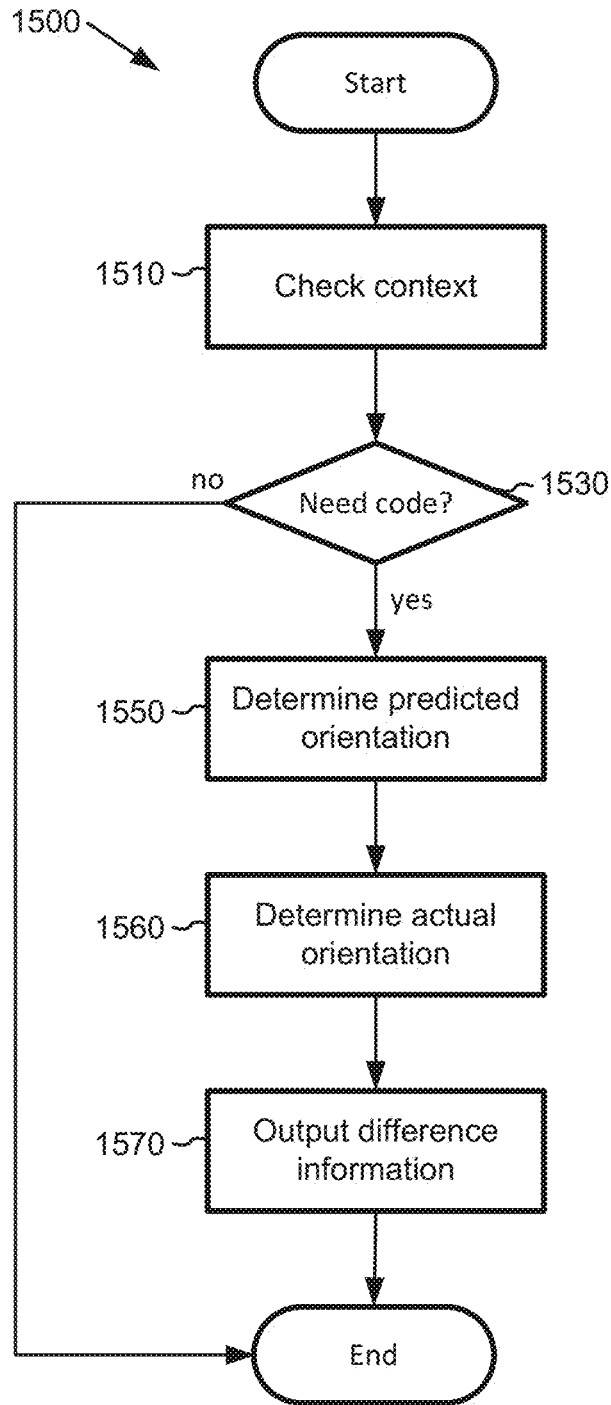 1500
Start
1510
Check context
no
Need code?
1530
yes
1550
Determine predicted
orientation
1560
Determine actual
orientation
1570
Output difference
information
End